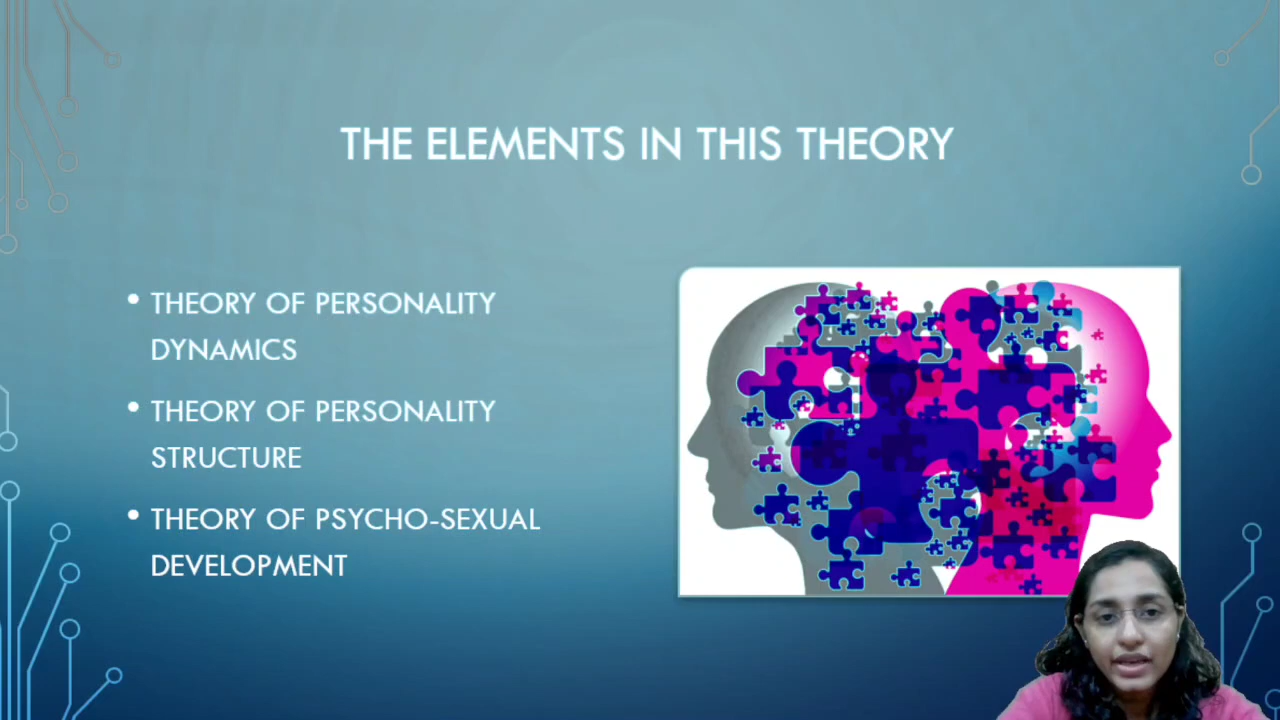 THE ELEMENTS IN THIS THEORY
• THEORY OF PERSONALITY
DYNAMICS
• THEORY OF PERSONALITY
STRUCTURE
• THEORY OF PSYCHO-SEXUAL
DEVELOPMENT